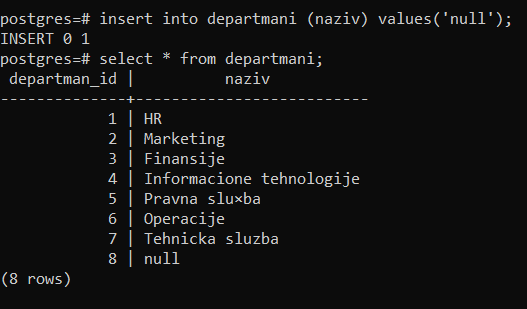 postgres=# insert into departmani (naziv) values('null');
INSERT 0 1
postgres=# select * from departmani;
 departman_id |          naziv
--------------+--------------------------
            1 | HR
            2 | Marketing
            3 | Finansije
            4 | Informacione tehnologije
            5 | Pravna slu×ba
            6 | Operacije
            7 | Tehnicka sluzba
            8 | null
(8 rows)